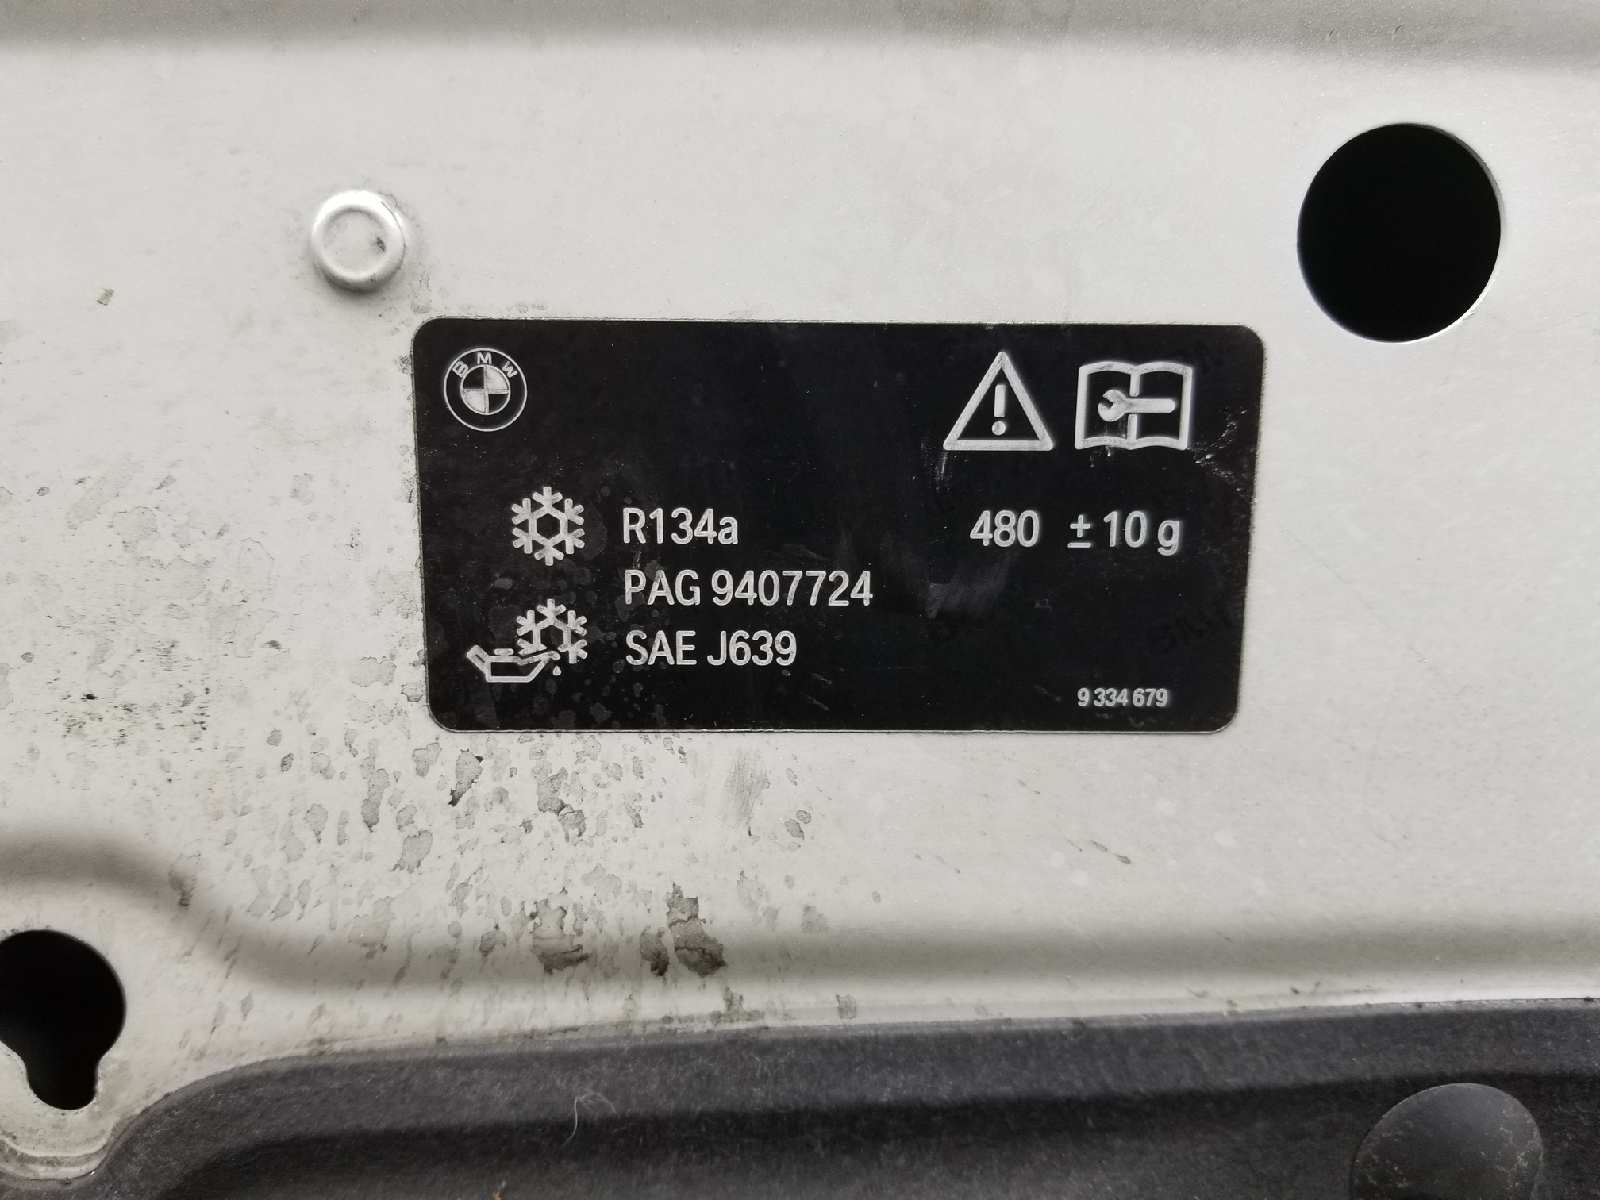 BMW
R134a 480 ±10 g
PAG 9407724
SAE J639
9 334 679